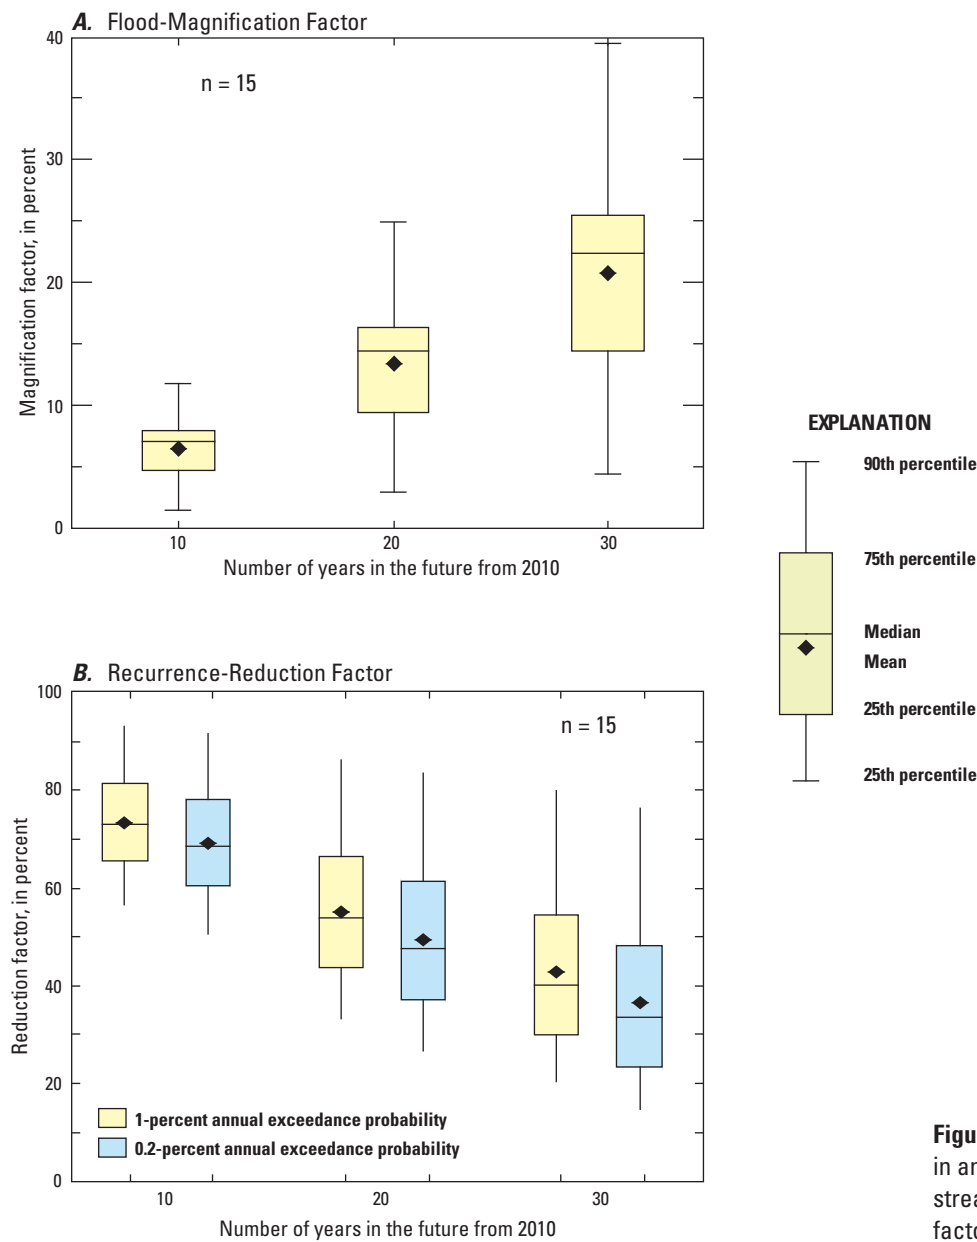 A. Flood-Magnification Factor
40
30
20
10
0
Magnification factor, in percent
n = 15
10
20
30
Number of years in the future from 2010
EXPLANATION
90th percentile
75th percentile
Median
Mean
25th percentile
25th percentile
B. Recurrence-Reduction Factor
100
80
60
40
20
0
Reduction factor, in percent
n = 15
1-percent annual exceedance probability
0.2-percent annual exceedance probability
10
20
30
Number of years in the future from 2010
Figu
in an
strea
facto